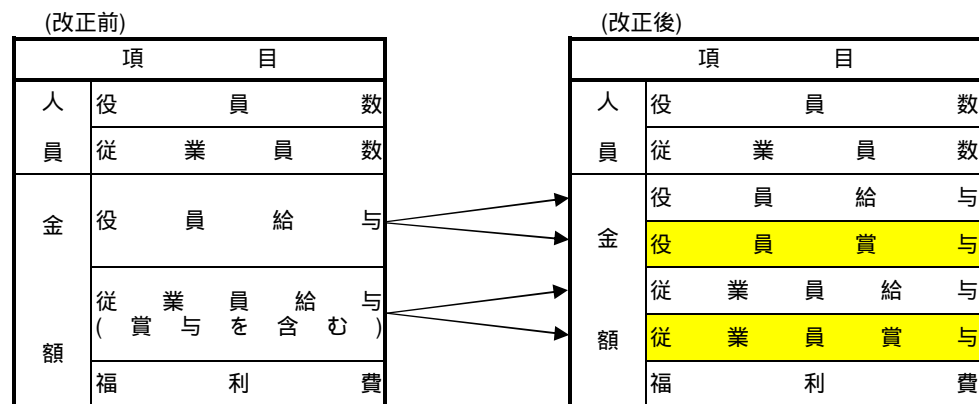 (改正前)
項目
人員
役員数
従業員数
金額
役員給与
従業員給与
(賞与を含む)
福利費
(改正後)
項目
人員
役員数
従業員数
金額
役員給与
役員賞与
従業員給与
従業員賞与
福利費